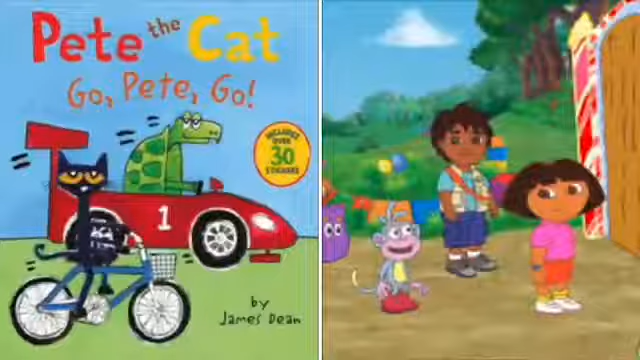 Pete the Cat
Go, Pete, Go!
INCLUDES
OVER
30
STICKERS
1
by
James Dean